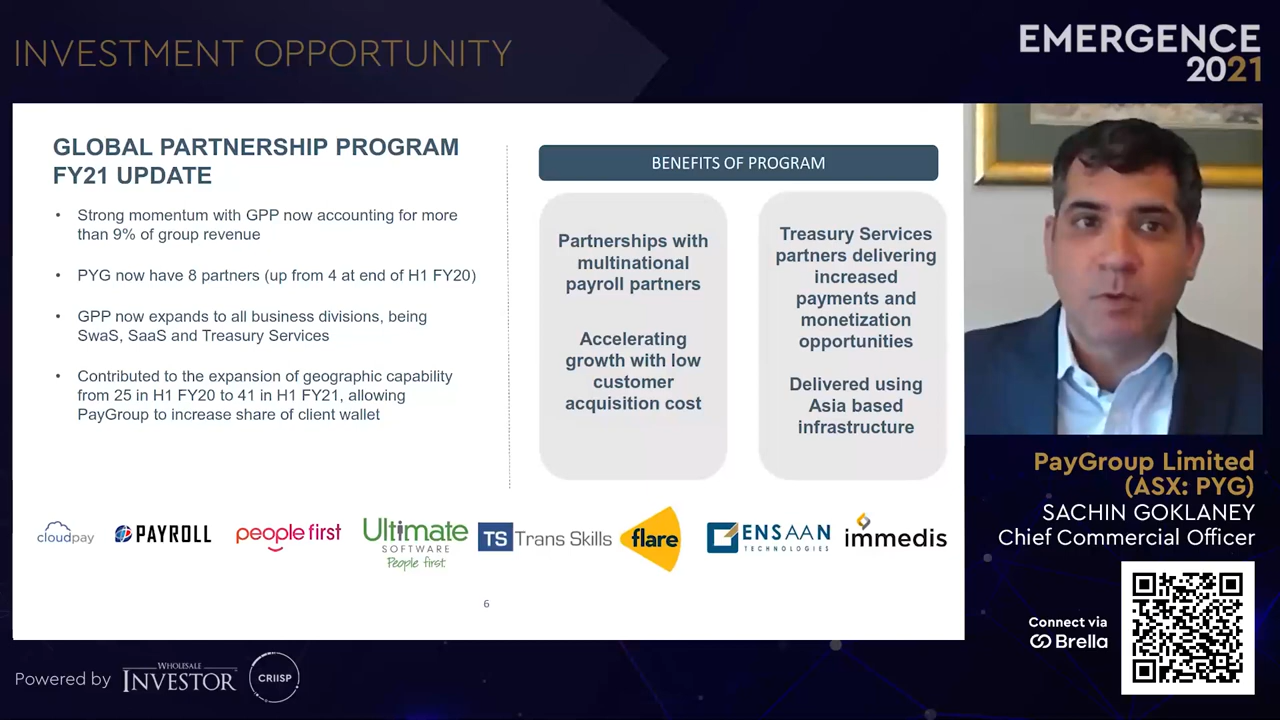 INVESTMENT OPPORTUNITY
EMERGENCE
2021
GLOBAL PARTNERSHIP PROGRAM
FY21 UPDATE
• Strong momentum with GPP now accounting for more
than 9% of group revenue
• PYG now have 8 partners (up from 4 at end of H1 FY20)
• GPP now expands to all business divisions, being
SwaS, SaaS and Treasury Services
• Contributed to the expansion of geographic capability
from 25 in H1 FY20 to 41 in H1 FY21, allowing
PayGroup to increase share of client wallet
BENEFITS OF PROGRAM
Partnerships with
multinational
payroll partners
Accelerating
growth with low
customer
acquisition cost
Treasury Services
partners delivering
increased
payments and
monetization
opportunities
Delivered using
Asia based
infrastructure
cloudpay
PAYROLL
people first
Ultimate
SOFTWARE
People first
TS Trans Skills
flare
ENSAAN
TECHNOLOGIES
immedis
6
PayGroup Limited
(ASX: PYG)
SACHIN GOKLANEY
Chief Commercial Officer
Connect via
Brella
Powered by
WHOLESALE
INVESTOR
CRIISP